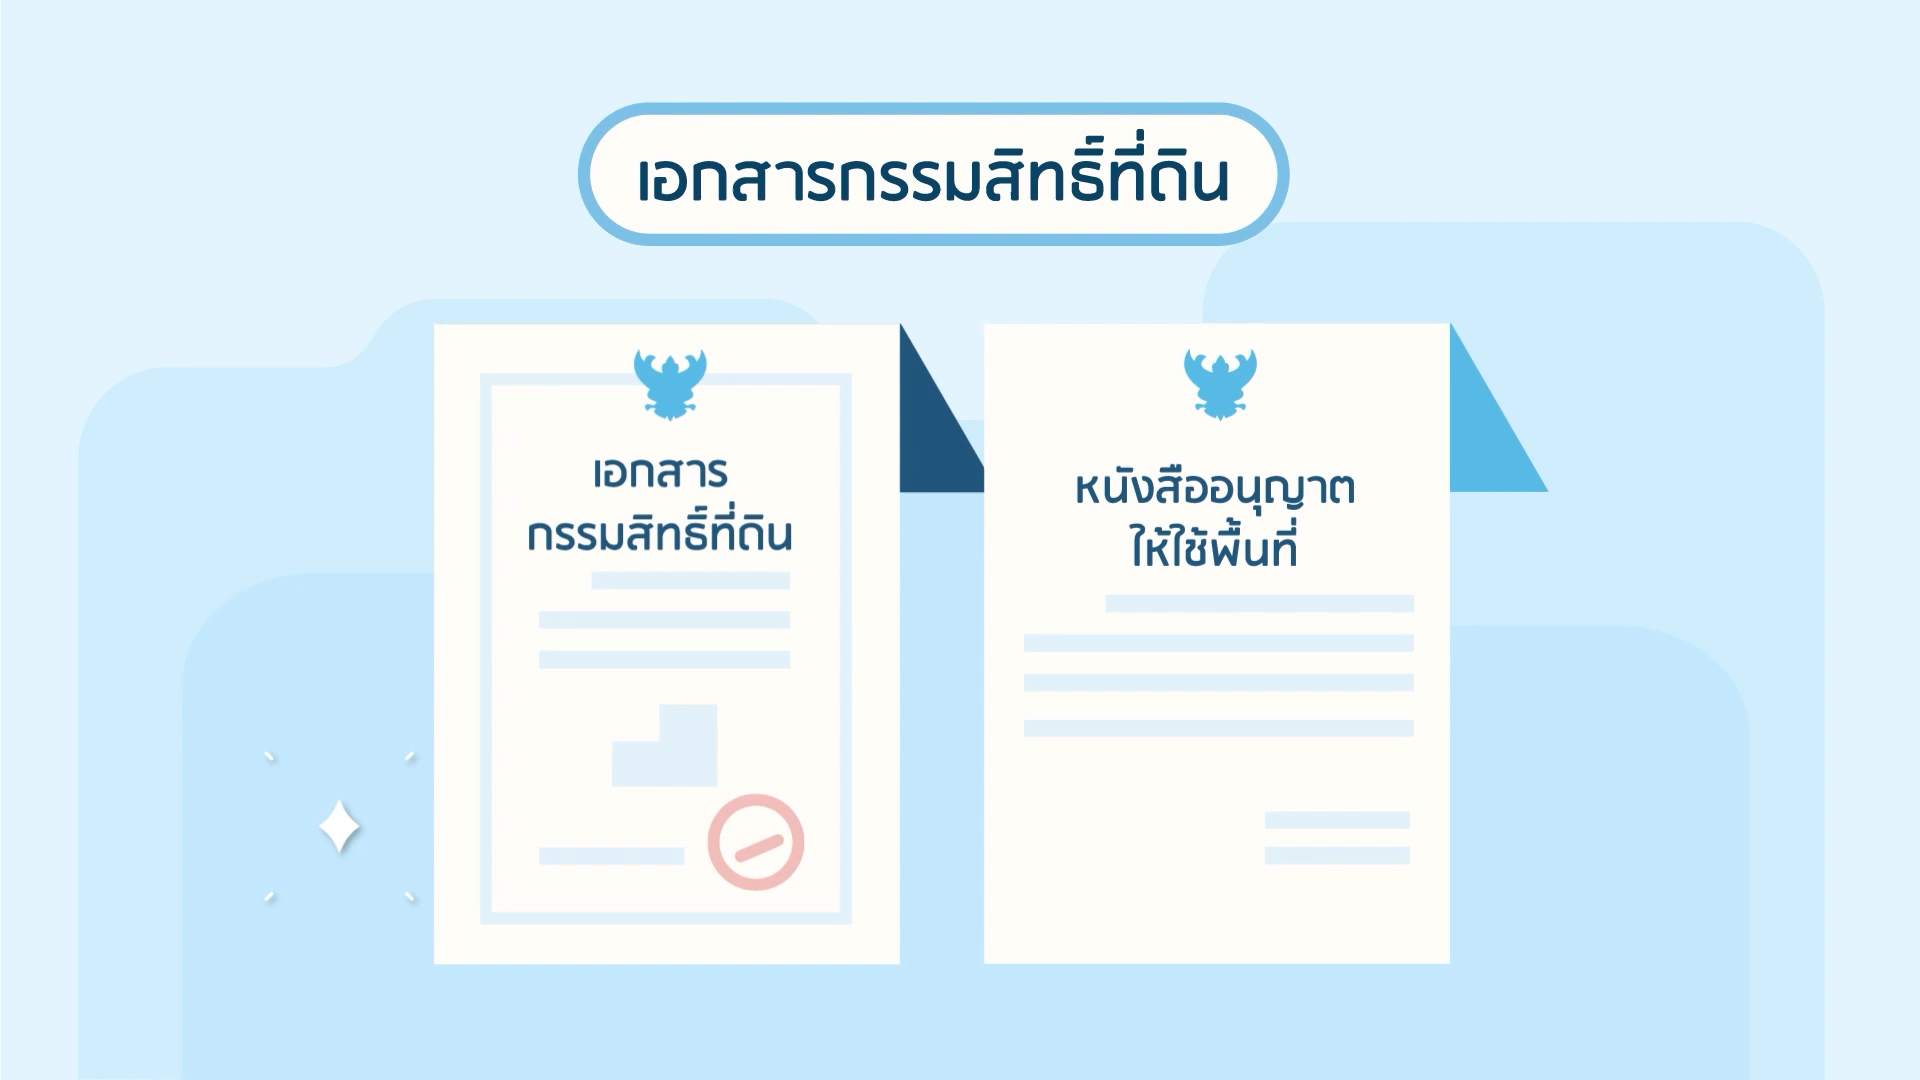 เอกสารกรรมสิทธิ์ที่ดิน
เอกสาร
กรรมสิทธิ์ที่ดิน
หนังสืออนุญาต
ให้ใช้พื้นที่